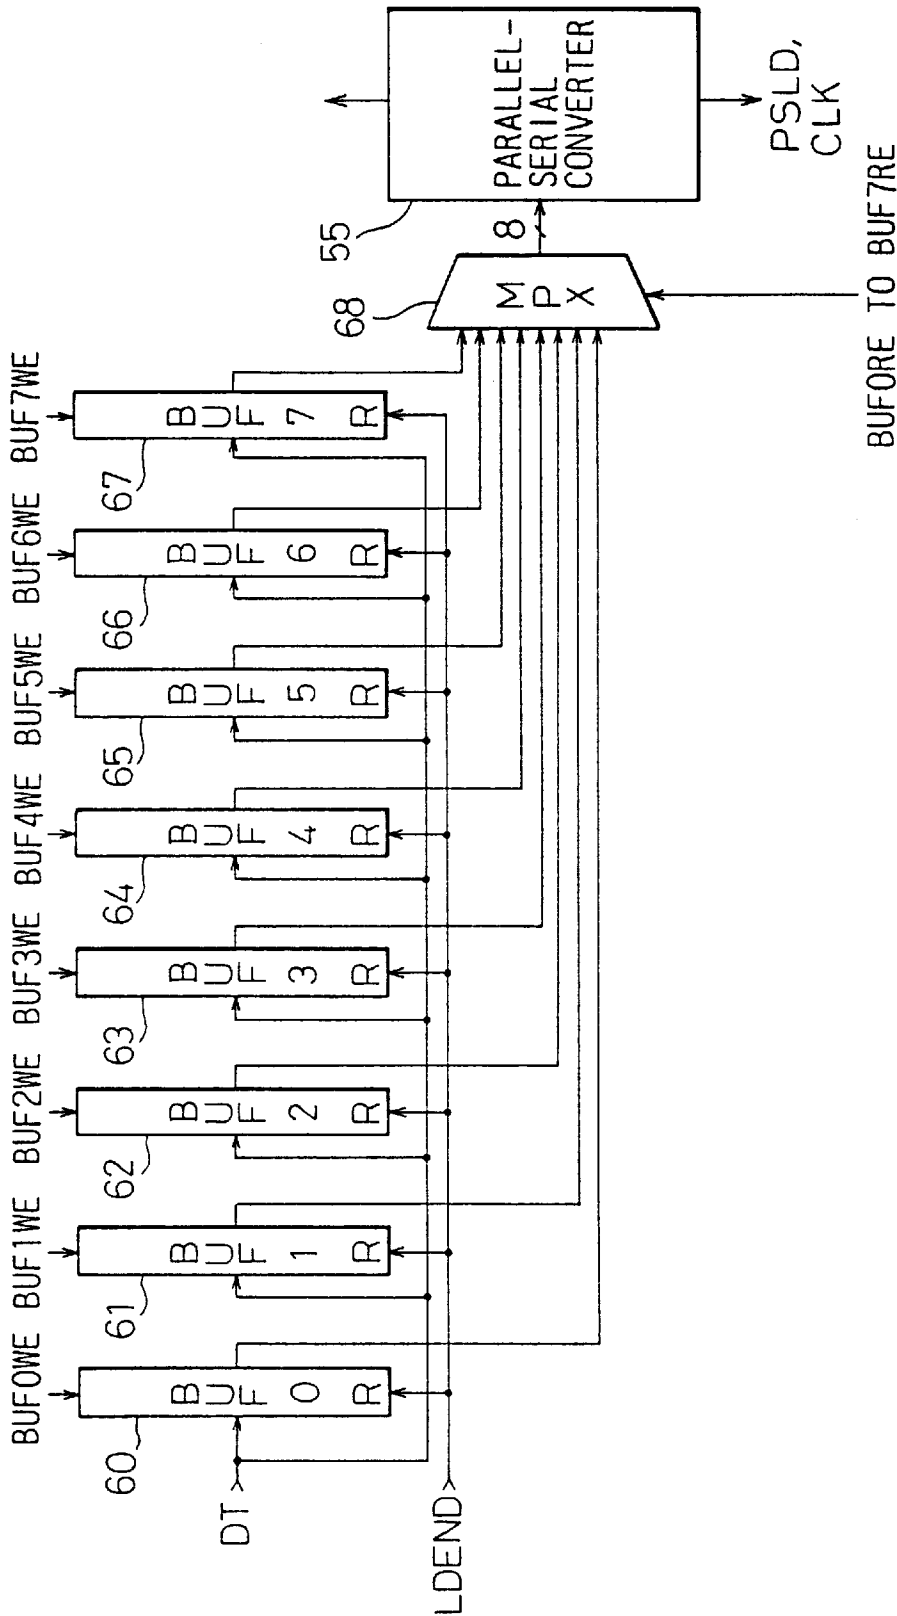 BUF0WE
BUF1WE
BUF2WE
BUF3WE
BUF4WE
BUF5WE
BUF6WE
BUF7WE
60
BUF 0 R
61
BUF 1 R
62
BUF 2 R
63
BUF 3 R
64
BUF 4 R
65
BUF 5 R
66
BUF 6 R
67
BUF 7 R
DT
LDEND
68
MPX
8
55
PARALLEL-
SERIAL
CONVERTER
PSLD,
CLK
BUF0RE TO BUF7RE